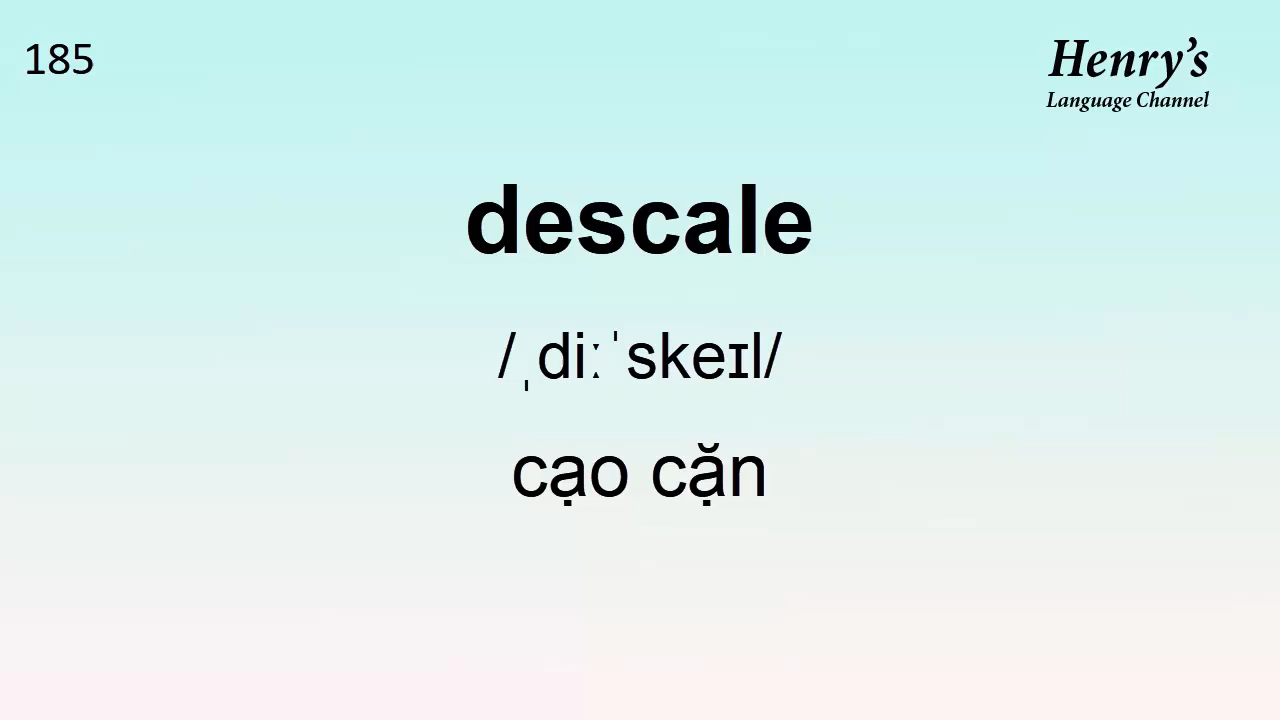 185
Henry’s
Language Channel
descale
/ˌdiːˈskeɪl/
cạo cặn